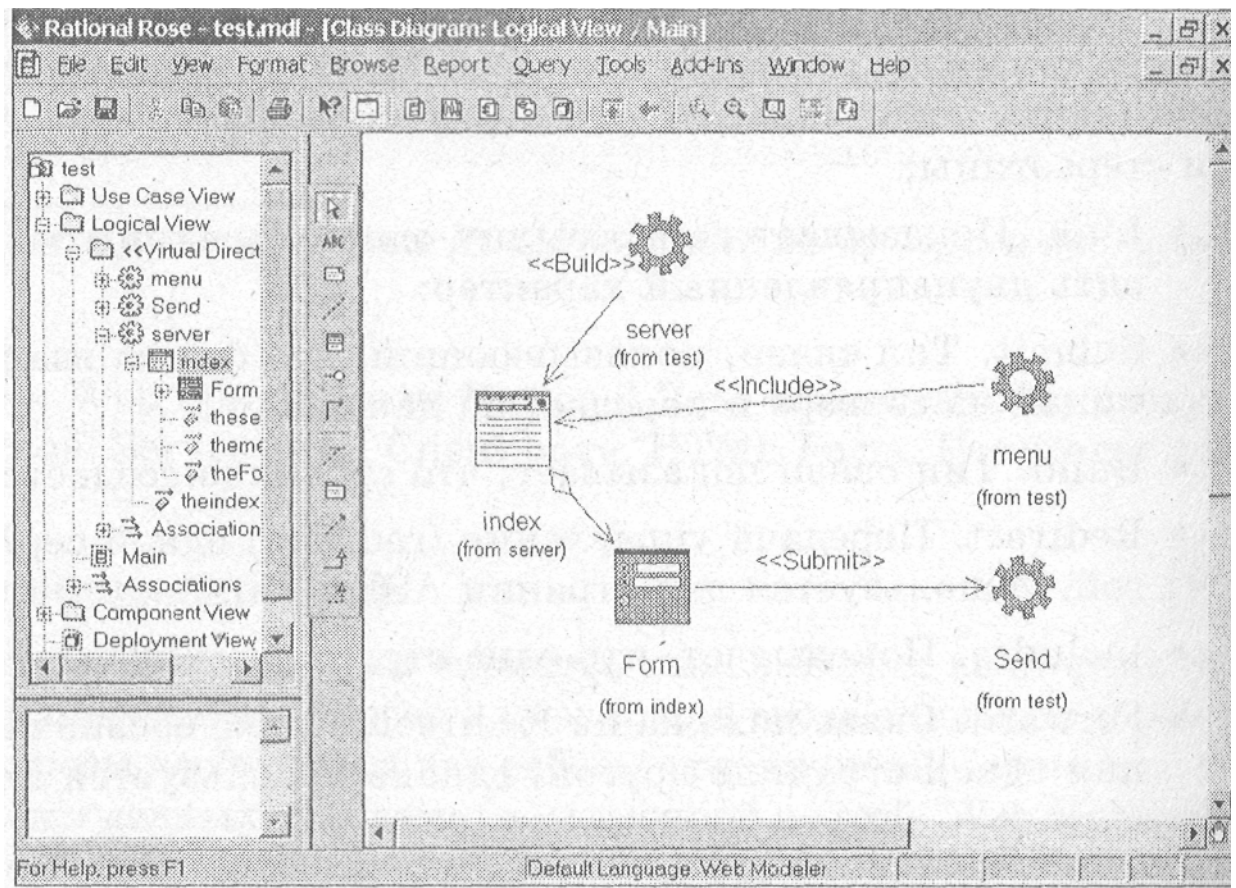 Rational Rose - test.mdl - [Class Diagram: Logical View / Main]
File Edit View Format Browse Report Query Tools Add-Ins Window Help
test
Use Case View
Logical View
<<Virtual Direct
menu
Send
server
index
Form
these
theme
theFo
theindex
Association
Main
Associations
Component View
Deployment View
ABC
<<Build>>
server
(from test)
<<Include>>
menu
(from test)
index
(from server)
<<Submit>>
Form
(from index)
Send
(from test)
For Help, press F1
Default Language: Web Modeler